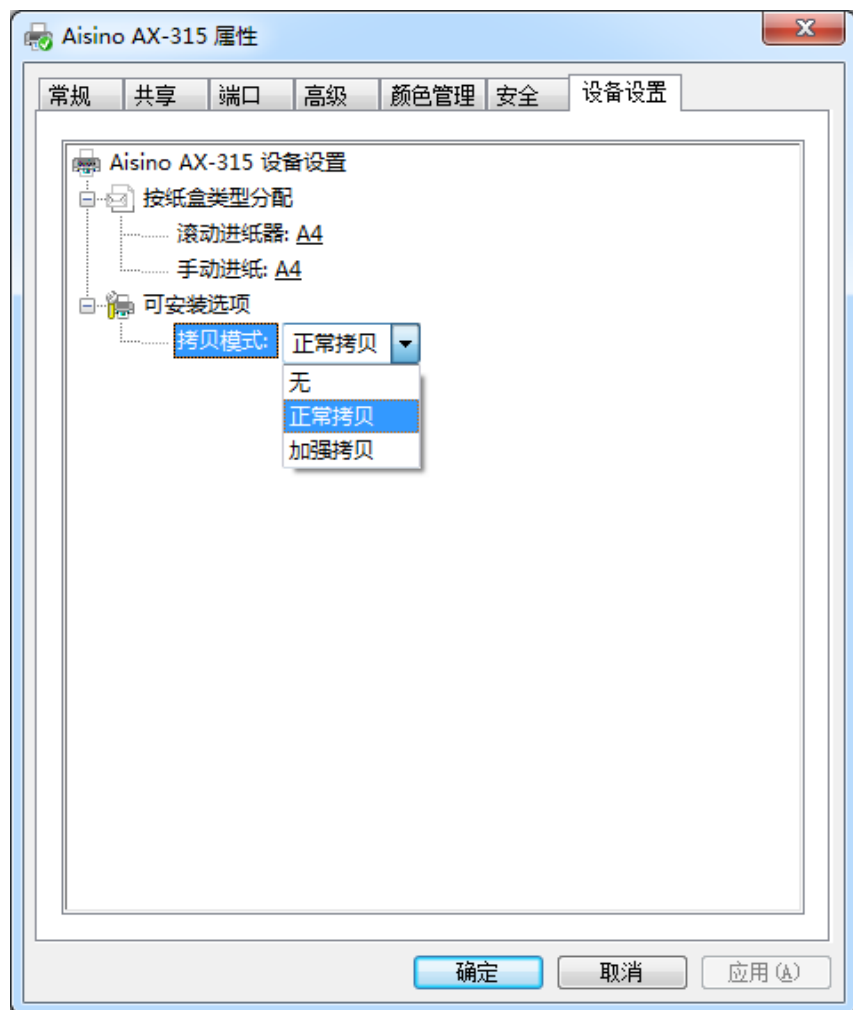 Aisino AX-315 属性
常规 共享 端口 高级 颜色管理 安全 设备设置
Aisino AX-315 设备设置
按纸盒类型分配
滚动进纸器: A4
手动进纸: A4
可安装选项
拷贝模式: 正常拷贝
无
正常拷贝
加强拷贝
确定 取消 应用(A)